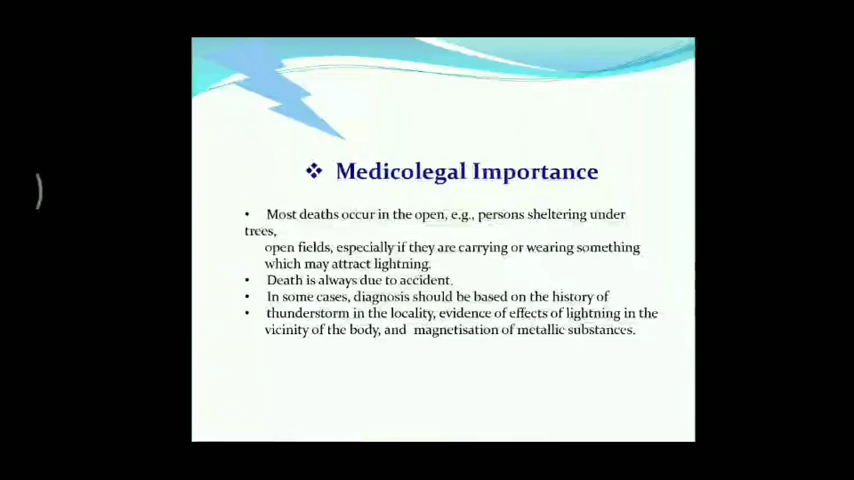 ❖ Medicolegal Importance
• Most deaths occur in the open, e.g., persons sheltering under
trees,
open fields, especially if they are carrying or wearing something
which may attract lightning.
• Death is always due to accident.
• In some cases, diagnosis should be based on the history of
• thunderstorm in the locality, evidence of effects of lightning in the
vicinity of the body, and magnetisation of metallic substances.